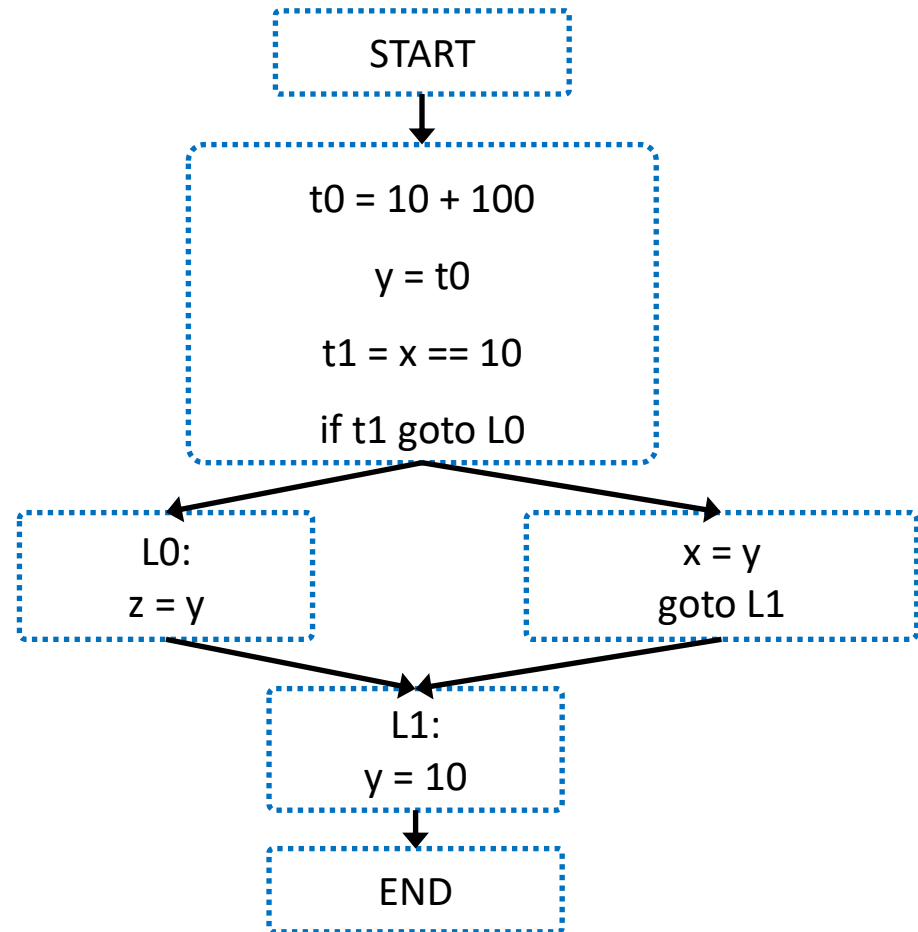 START
t0 = 10 + 100
y = t0
t1 = x == 10
if t1 goto L0
L0:
z = y
x = y
goto L1
L1:
y = 10
END